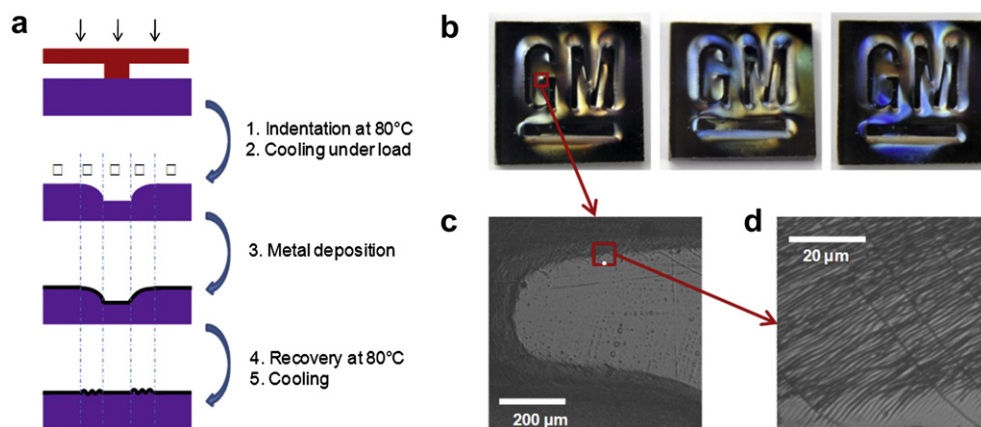 a
1. Indentation at 80°C
2. Cooling under load
3. Metal deposition
4. Recovery at 80°C
5. Cooling
b
GM
GM
GM
c
200 µm
d
20 µm